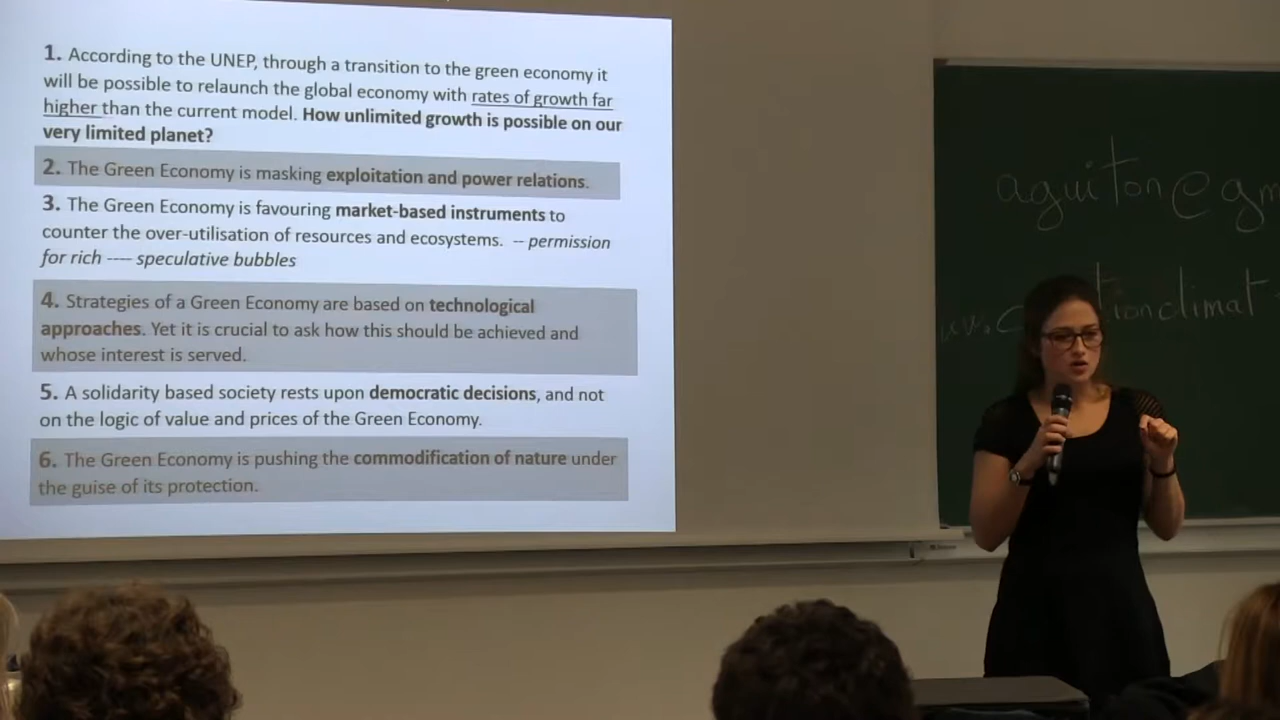 1. According to the UNEP, through a transition to the green economy it
will be possible to relaunch the global economy with rates of growth far
higher than the current model. How unlimited growth is possible on our
very limited planet?
2. The Green Economy is masking exploitation and power relations.
3. The Green Economy is favouring market-based instruments to
counter the over-utilisation of resources and ecosystems. -- permission
for rich ---- speculative bubbles
4. Strategies of a Green Economy are based on technological
approaches. Yet it is crucial to ask how this should be achieved and
whose interest is served.
5. A solidarity based society rests upon democratic decisions, and not
on the logic of value and prices of the Green Economy.
6. The Green Economy is pushing the commodification of nature under
the guise of its protection.
aguiton@gm
tionclimat